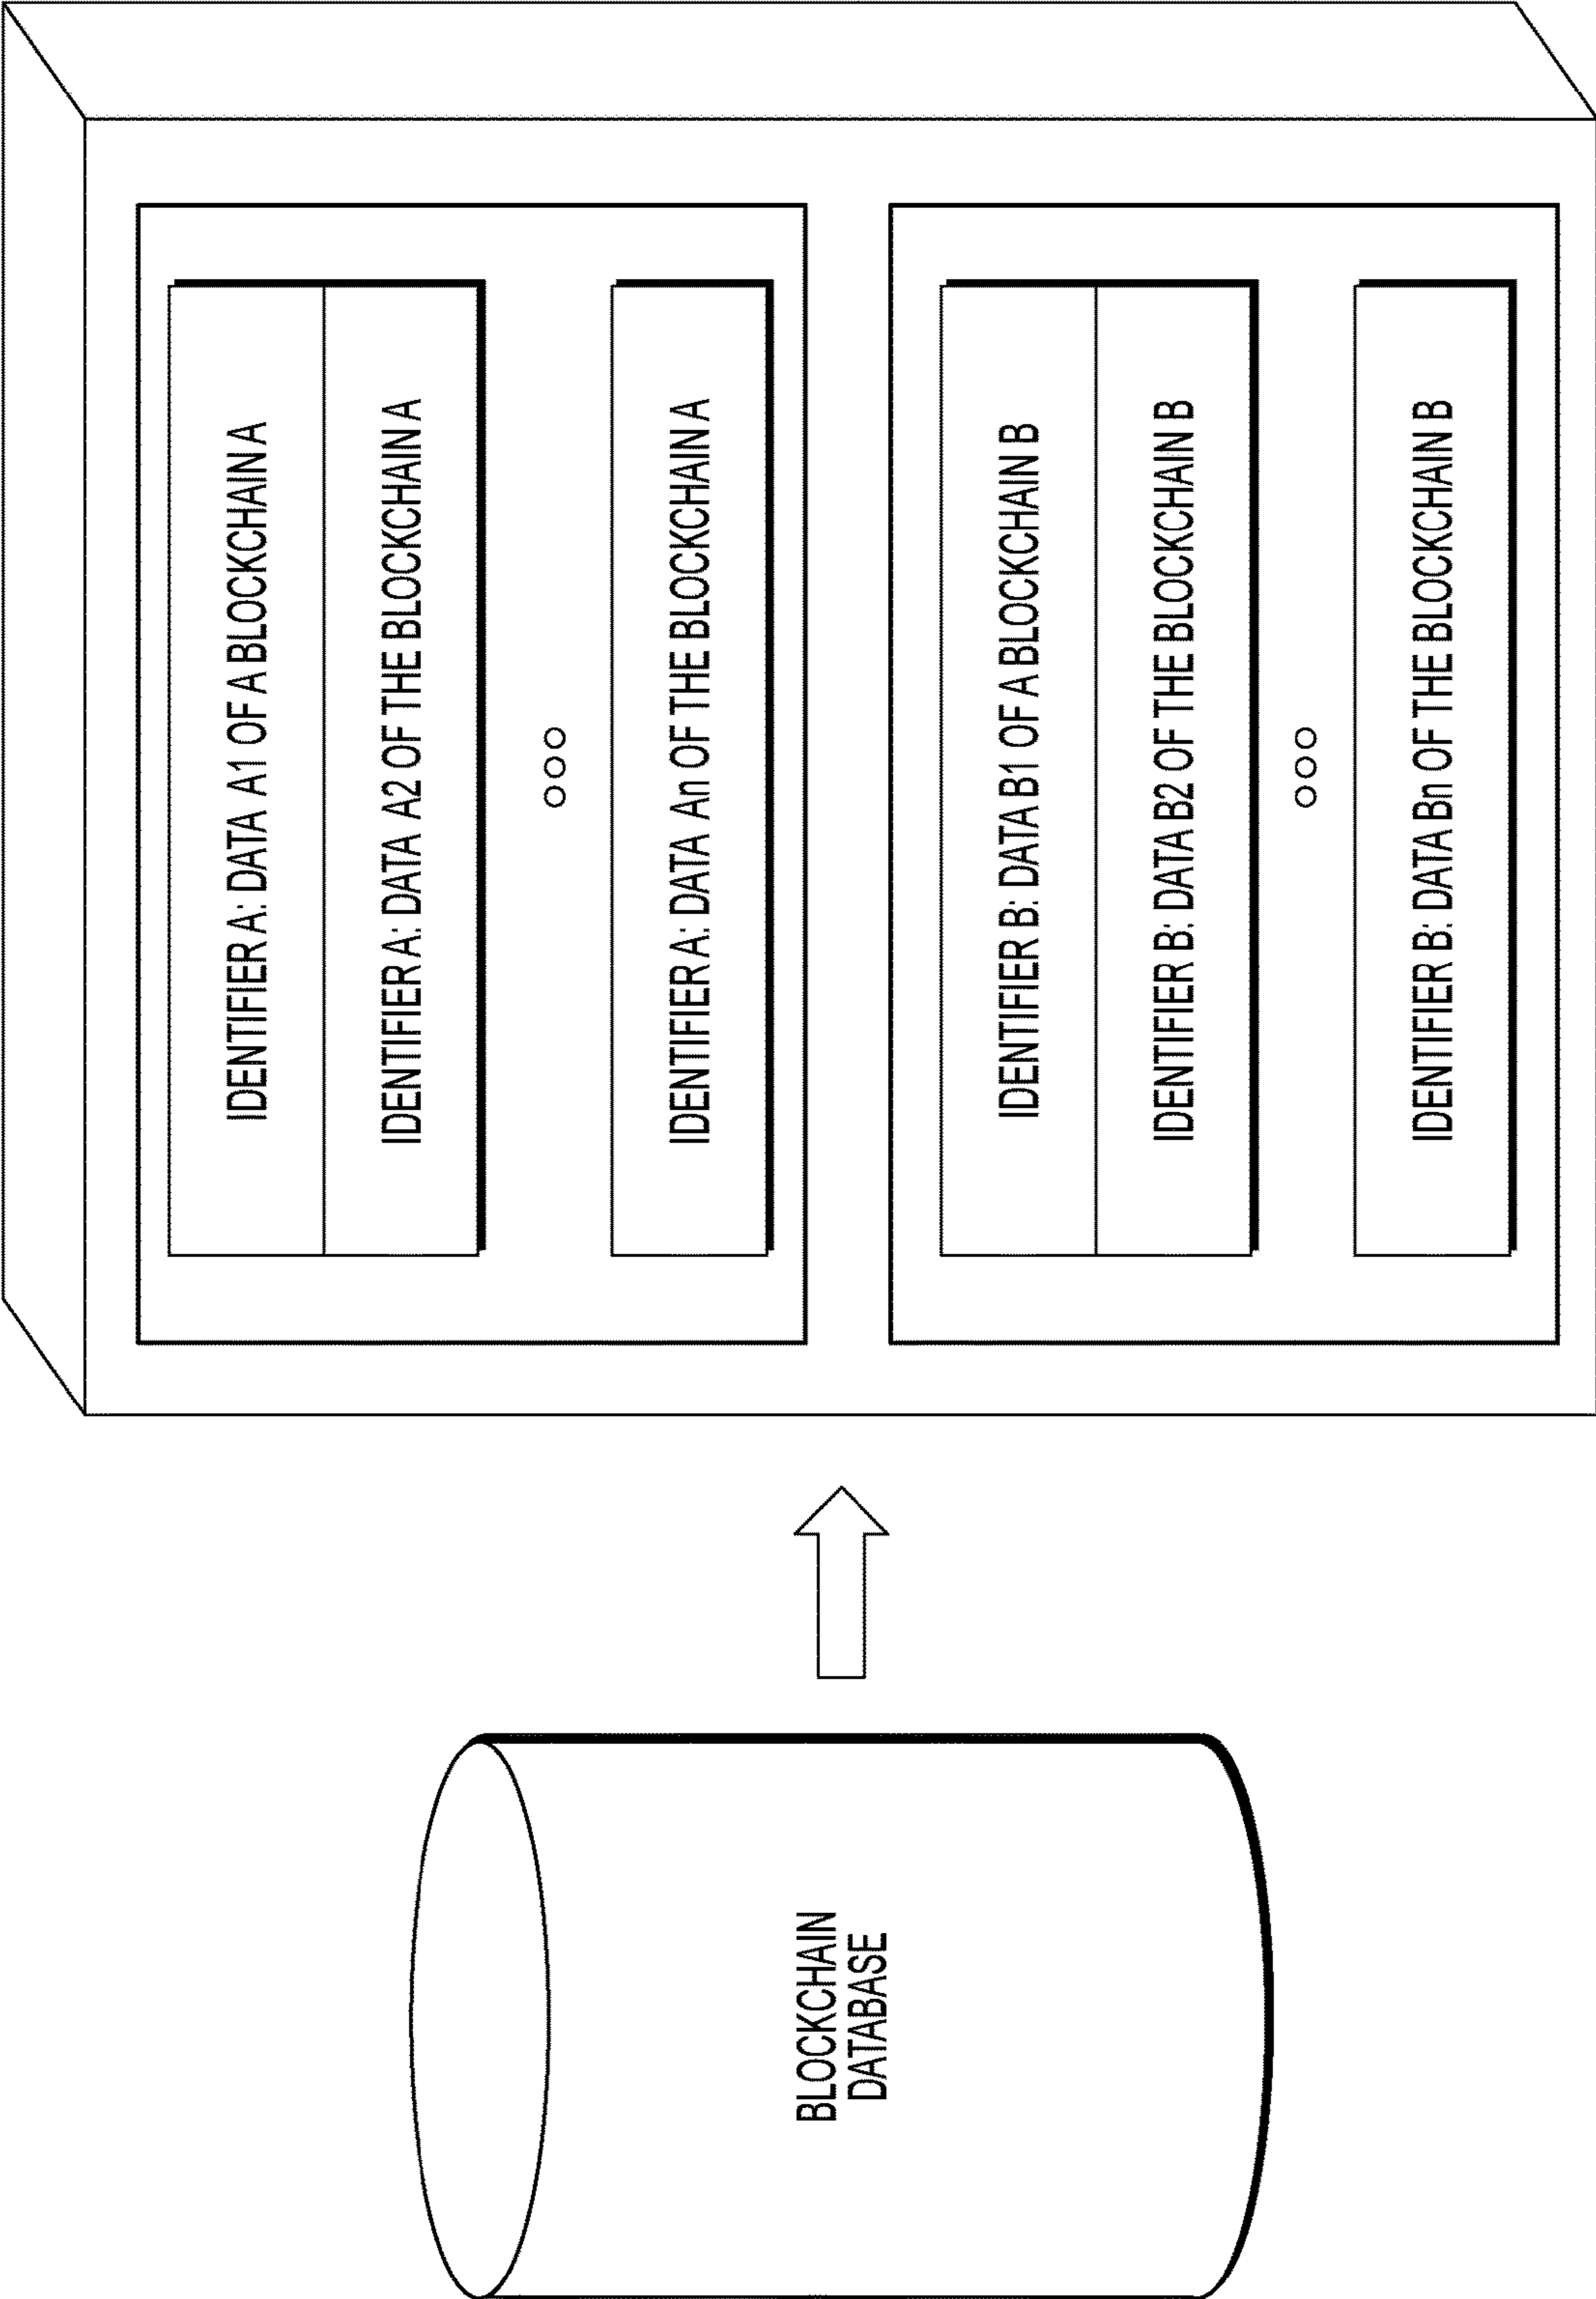 BLOCKCHAIN
DATABASE
IDENTIFIER A: DATA A1 OF A BLOCKCHAIN A
IDENTIFIER A: DATA A2 OF THE BLOCKCHAIN A
IDENTIFIER A: DATA An OF THE BLOCKCHAIN A
IDENTIFIER B: DATA B1 OF A BLOCKCHAIN B
IDENTIFIER B: DATA B2 OF THE BLOCKCHAIN B
IDENTIFIER B: DATA Bn OF THE BLOCKCHAIN B